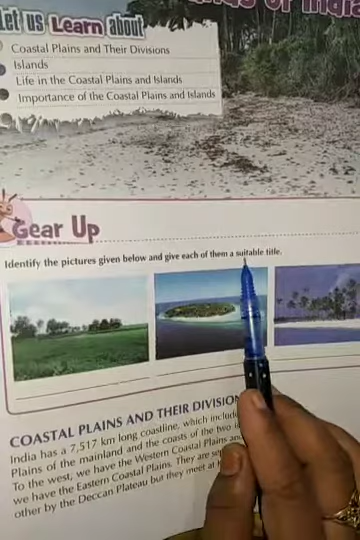 let us Learn about
of India
Coastal Plains and Their Divisions
Islands
Life in the Coastal Plains and Islands
Importance of the Coastal Plains and Islands
Gear Up
Identify the pictures given below and give each of them a suitable title.
COASTAL PLAINS AND THEIR DIVISION
India has a 7,517 km long coastline, which include
Plains of the mainland and the coasts of the two
To the west, we have the Western Coastal Plains and
we have the Eastern Coastal Plains. They are
other by the Deccan Plateau but they meet at